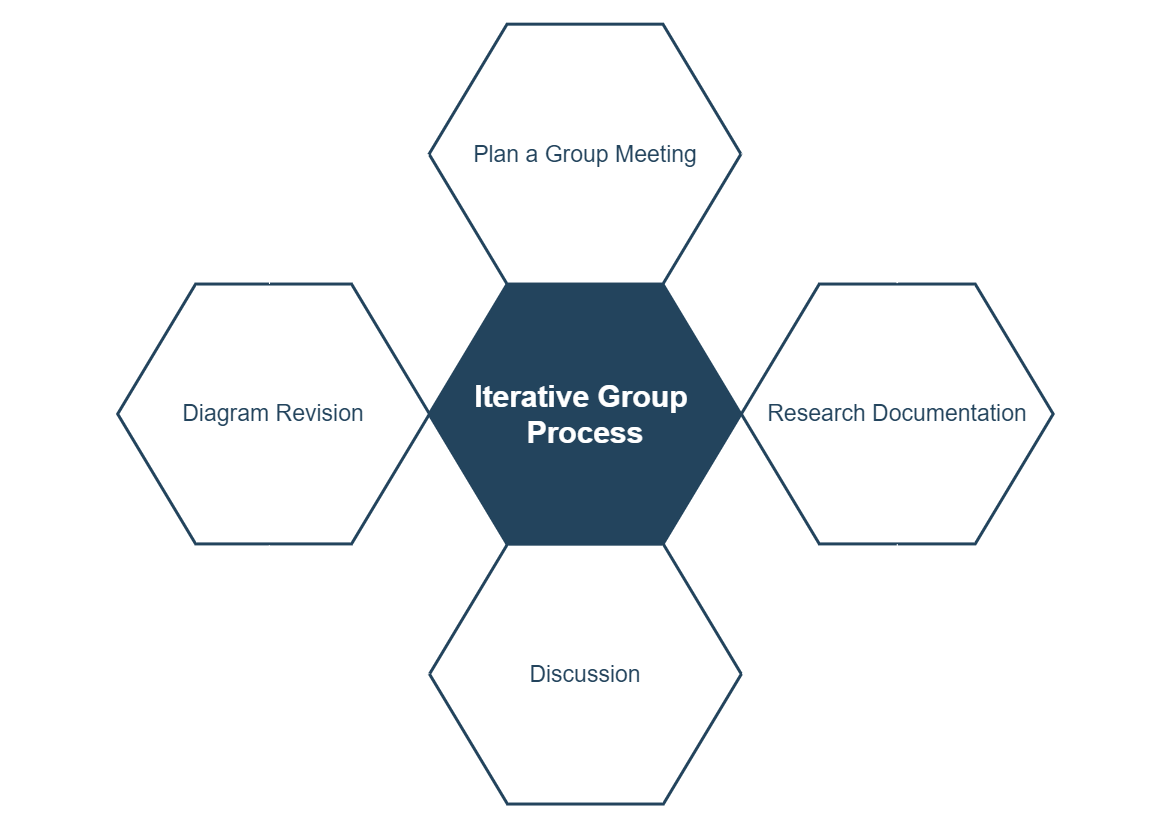 Plan a Group Meeting
Diagram Revision
Iterative Group
Process
Research Documentation
Discussion